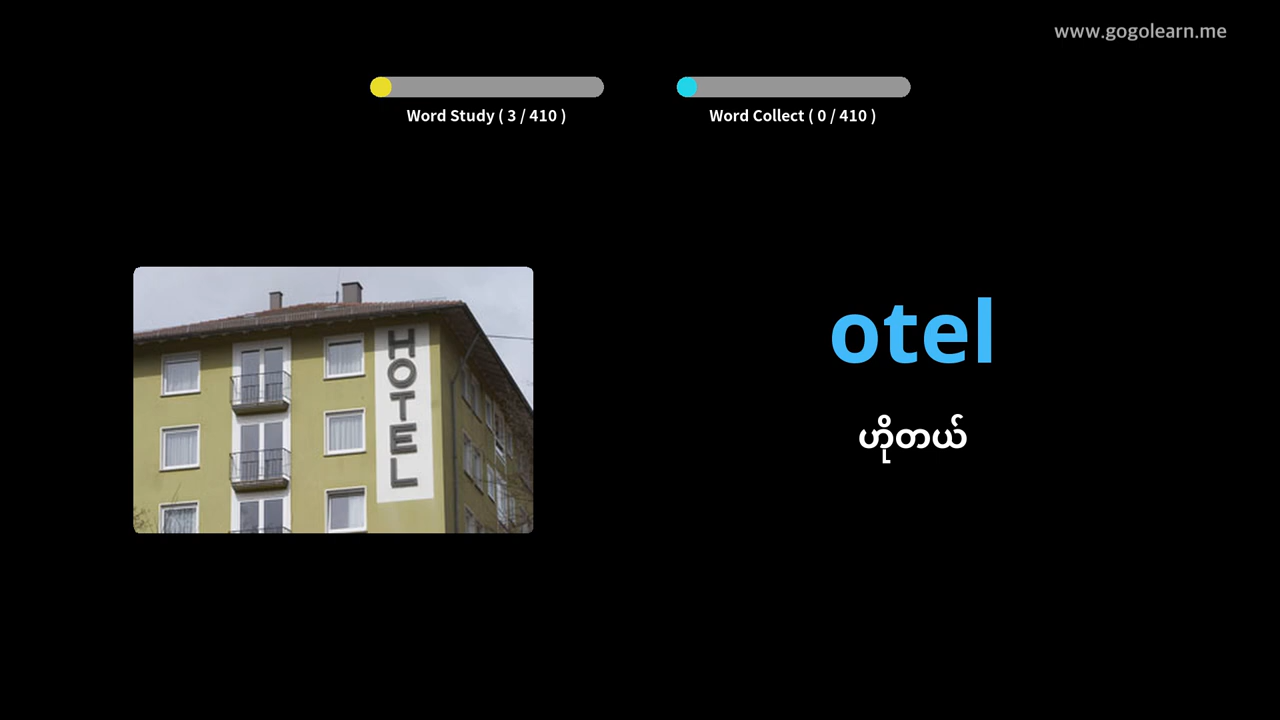 www.gogolearn.me
Word Study ( 3 / 410 )
Word Collect ( 0 / 410 )
HOTEL
otel
ဟိုတယ်